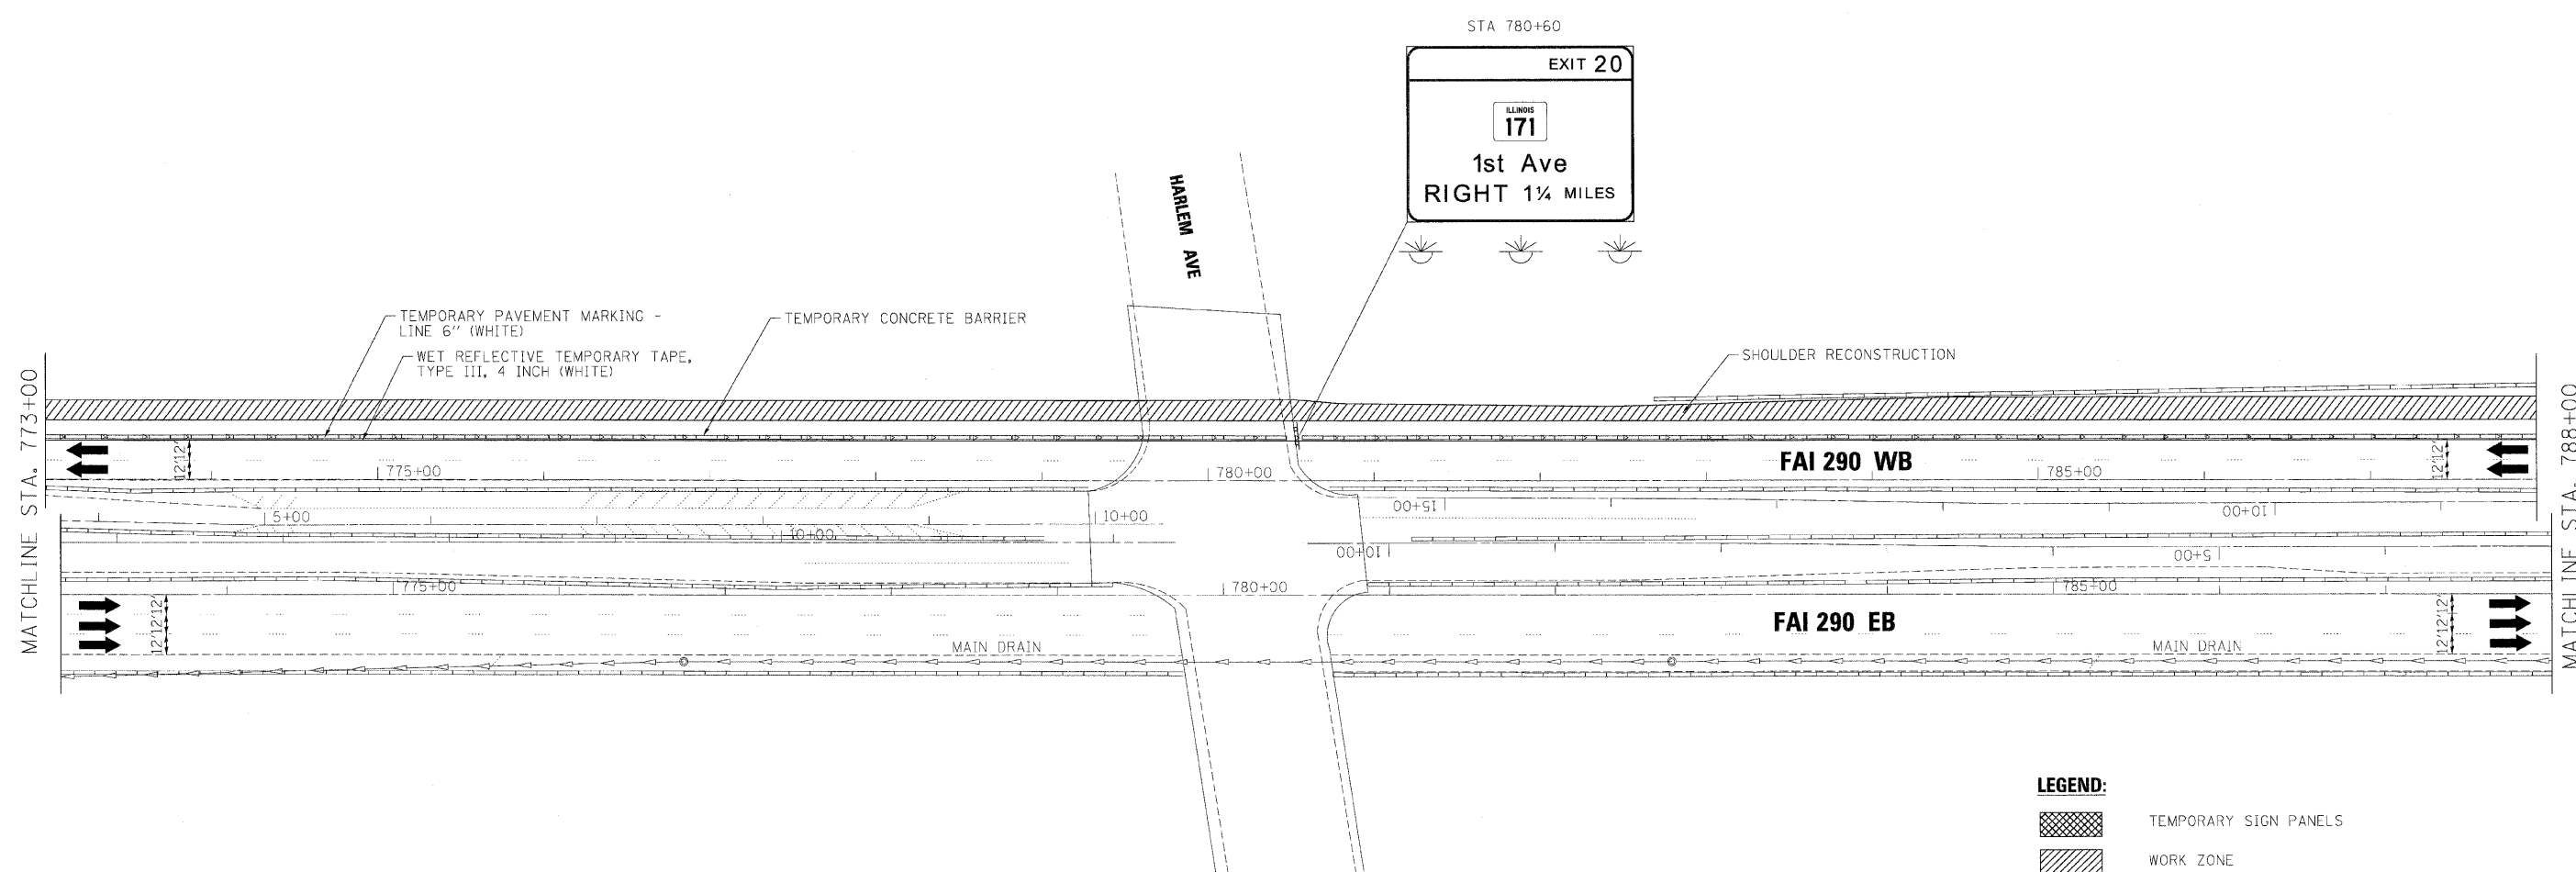 STA 780+60
EXIT 20
ILLINOIS
171
1st Ave
RIGHT 1¼ MILES
HARLEM AVE
TEMPORARY PAVEMENT MARKING -
LINE 6" (WHITE)
WET REFLECTIVE TEMPORARY TAPE,
TYPE III, 4 INCH (WHITE)
TEMPORARY CONCRETE BARRIER
SHOULDER RECONSTRUCTION
MATCHLINE STA. 773+00
MATCHLINE STA. 788+00
12' 12'
775+00
780+00
FAI 290 WB
785+00
12' 12'
5+00
10+00
15+00
10+00
10+00
10+00
5+00
775+00
780+00
785+00
12' 12' 12'
FAI 290 EB
12' 12' 12'
MAIN DRAIN
MAIN DRAIN
LEGEND:
TEMPORARY SIGN PANELS
WORK ZONE